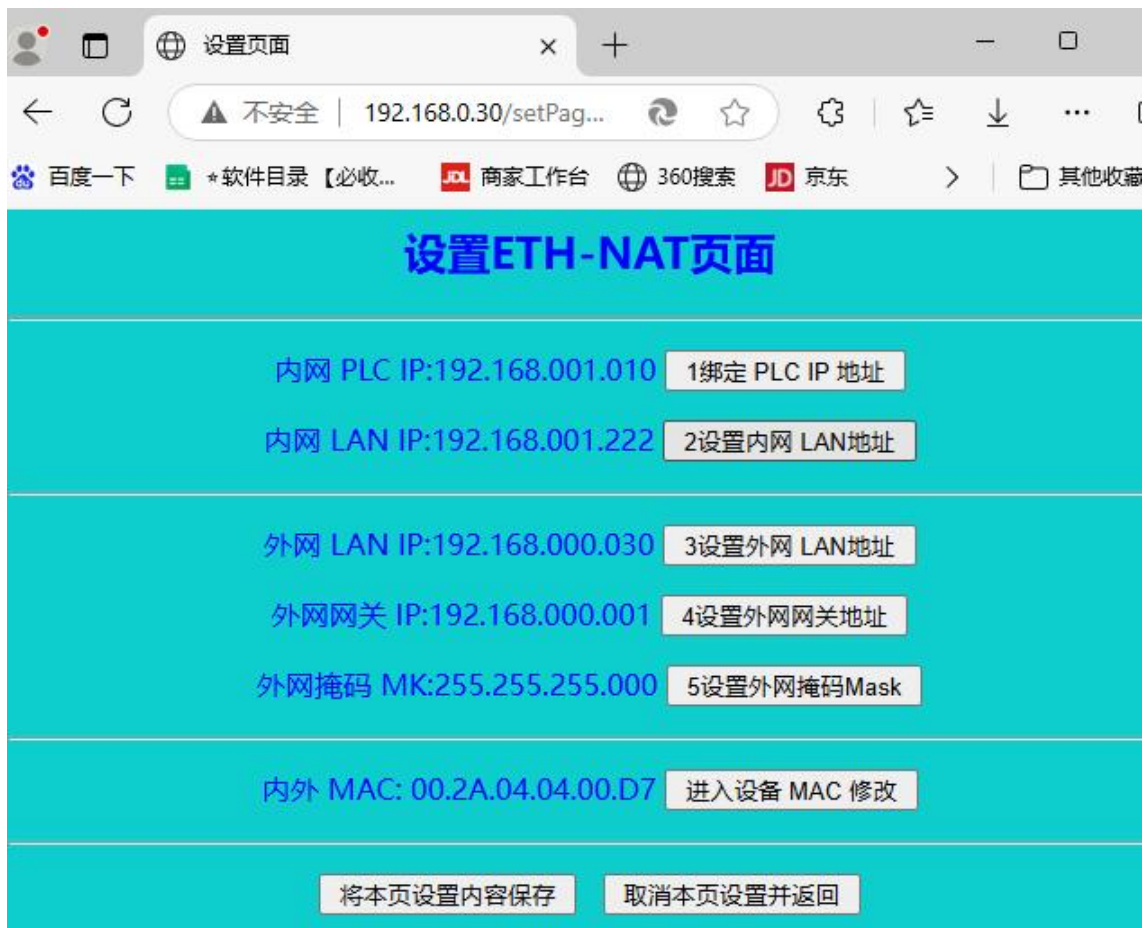 设置页面
不安全 192.168.0.30/setPag...
百度一下 *软件目录【必收... JDL 商家工作台 360搜索 JD 京东 其他收藏
设置ETH-NAT页面
内网 PLC IP:192.168.001.010 1绑定 PLC IP 地址
内网 LAN IP:192.168.001.222 2设置内网 LAN地址
外网 LAN IP:192.168.000.030 3设置外网 LAN地址
外网网关 IP:192.168.000.001 4设置外网网关地址
外网掩码 MK:255.255.255.000 5设置外网掩码Mask
内外 MAC: 00.2A.04.04.00.D7 进入设备 MAC 修改
将本页设置内容保存 取消本页设置并返回